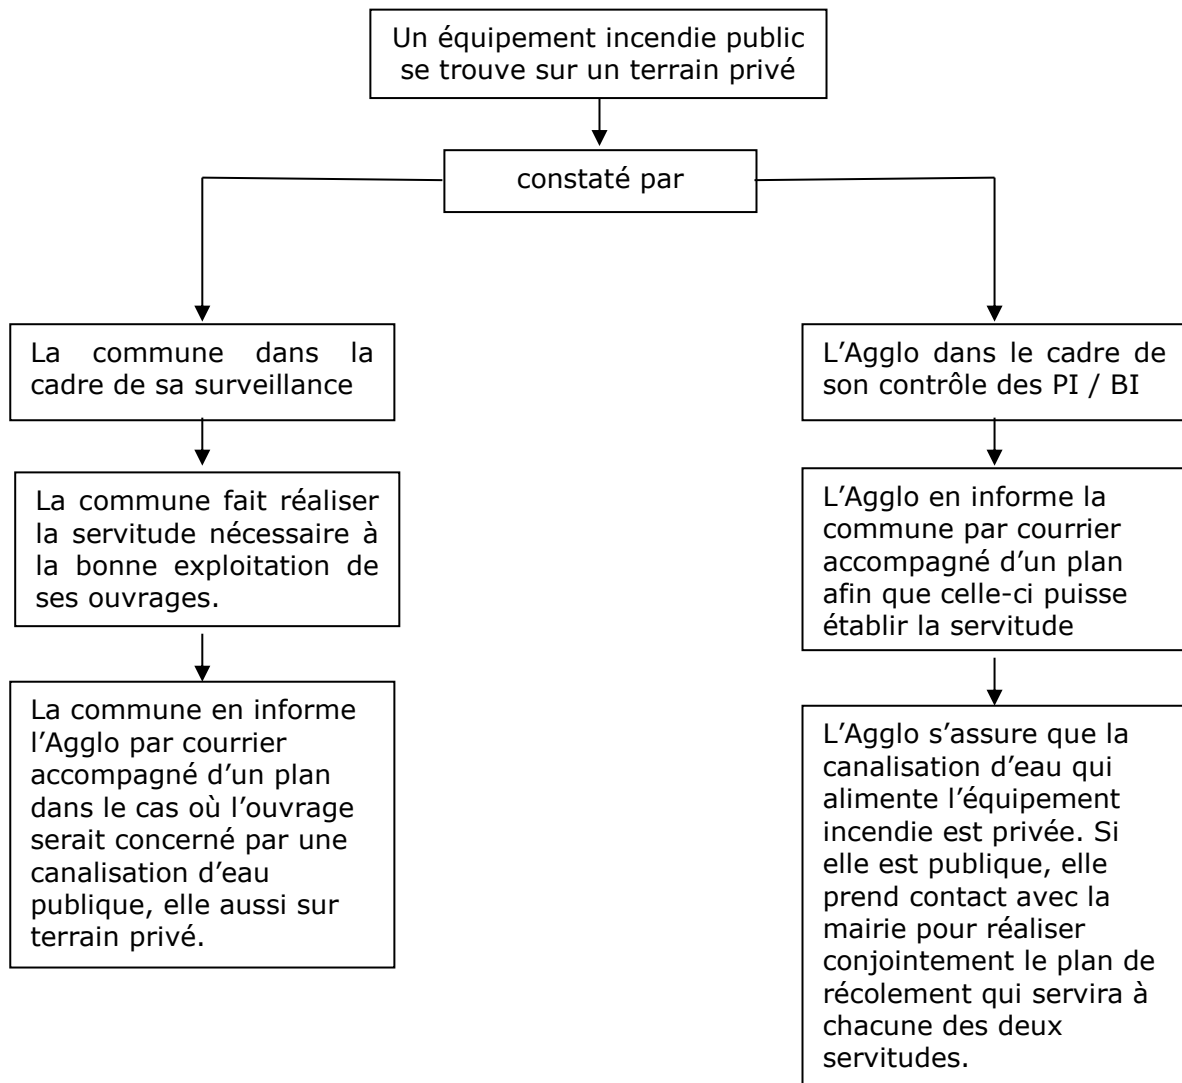 Un équipement incendie public
se trouve sur un terrain privé
constaté par
La commune dans la
cadre de sa surveillance
La commune fait réaliser
la servitude nécessaire à
la bonne exploitation de
ses ouvrages.
La commune en informe
l’Agglo par courrier
accompagné d’un plan
dans le cas où l’ouvrage
serait concerné par une
canalisation d’eau
publique, elle aussi sur
terrain privé.
L’Agglo dans le cadre de
son contrôle des PI / BI
L’Agglo en informe la
commune par courrier
accompagné d’un plan
afin que celle-ci puisse
établir la servitude
L’Agglo s’assure que la
canalisation d’eau qui
alimente l’équipement
incendie est privée. Si
elle est publique, elle
prend contact avec la
mairie pour réaliser
conjointement le plan de
récolement qui servira à
chacune des deux
servitudes.